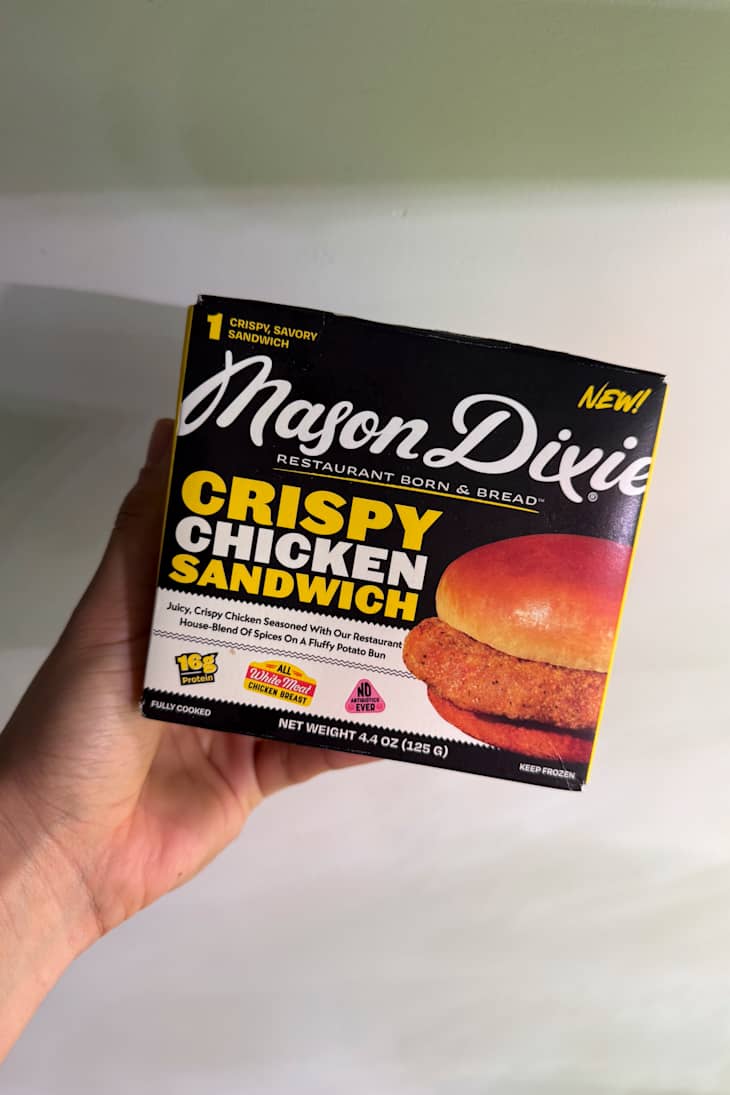 1 CRISPY, SAVORY
SANDWICH
NEW!
Mason Dixie®
RESTAURANT BORN & BREAD™
CRISPY
CHICKEN
SANDWICH
Juicy, Crispy Chicken Seasoned With Our Restaurant
House-Blend Of Spices On A Fluffy Potato Bun
16g
Protein
ALL
White Meat
CHICKEN BREAST
NO
ANTIBIOTICS
EVER
FULLY COOKED
NET WEIGHT 4.4 OZ (125 G)
KEEP FROZEN